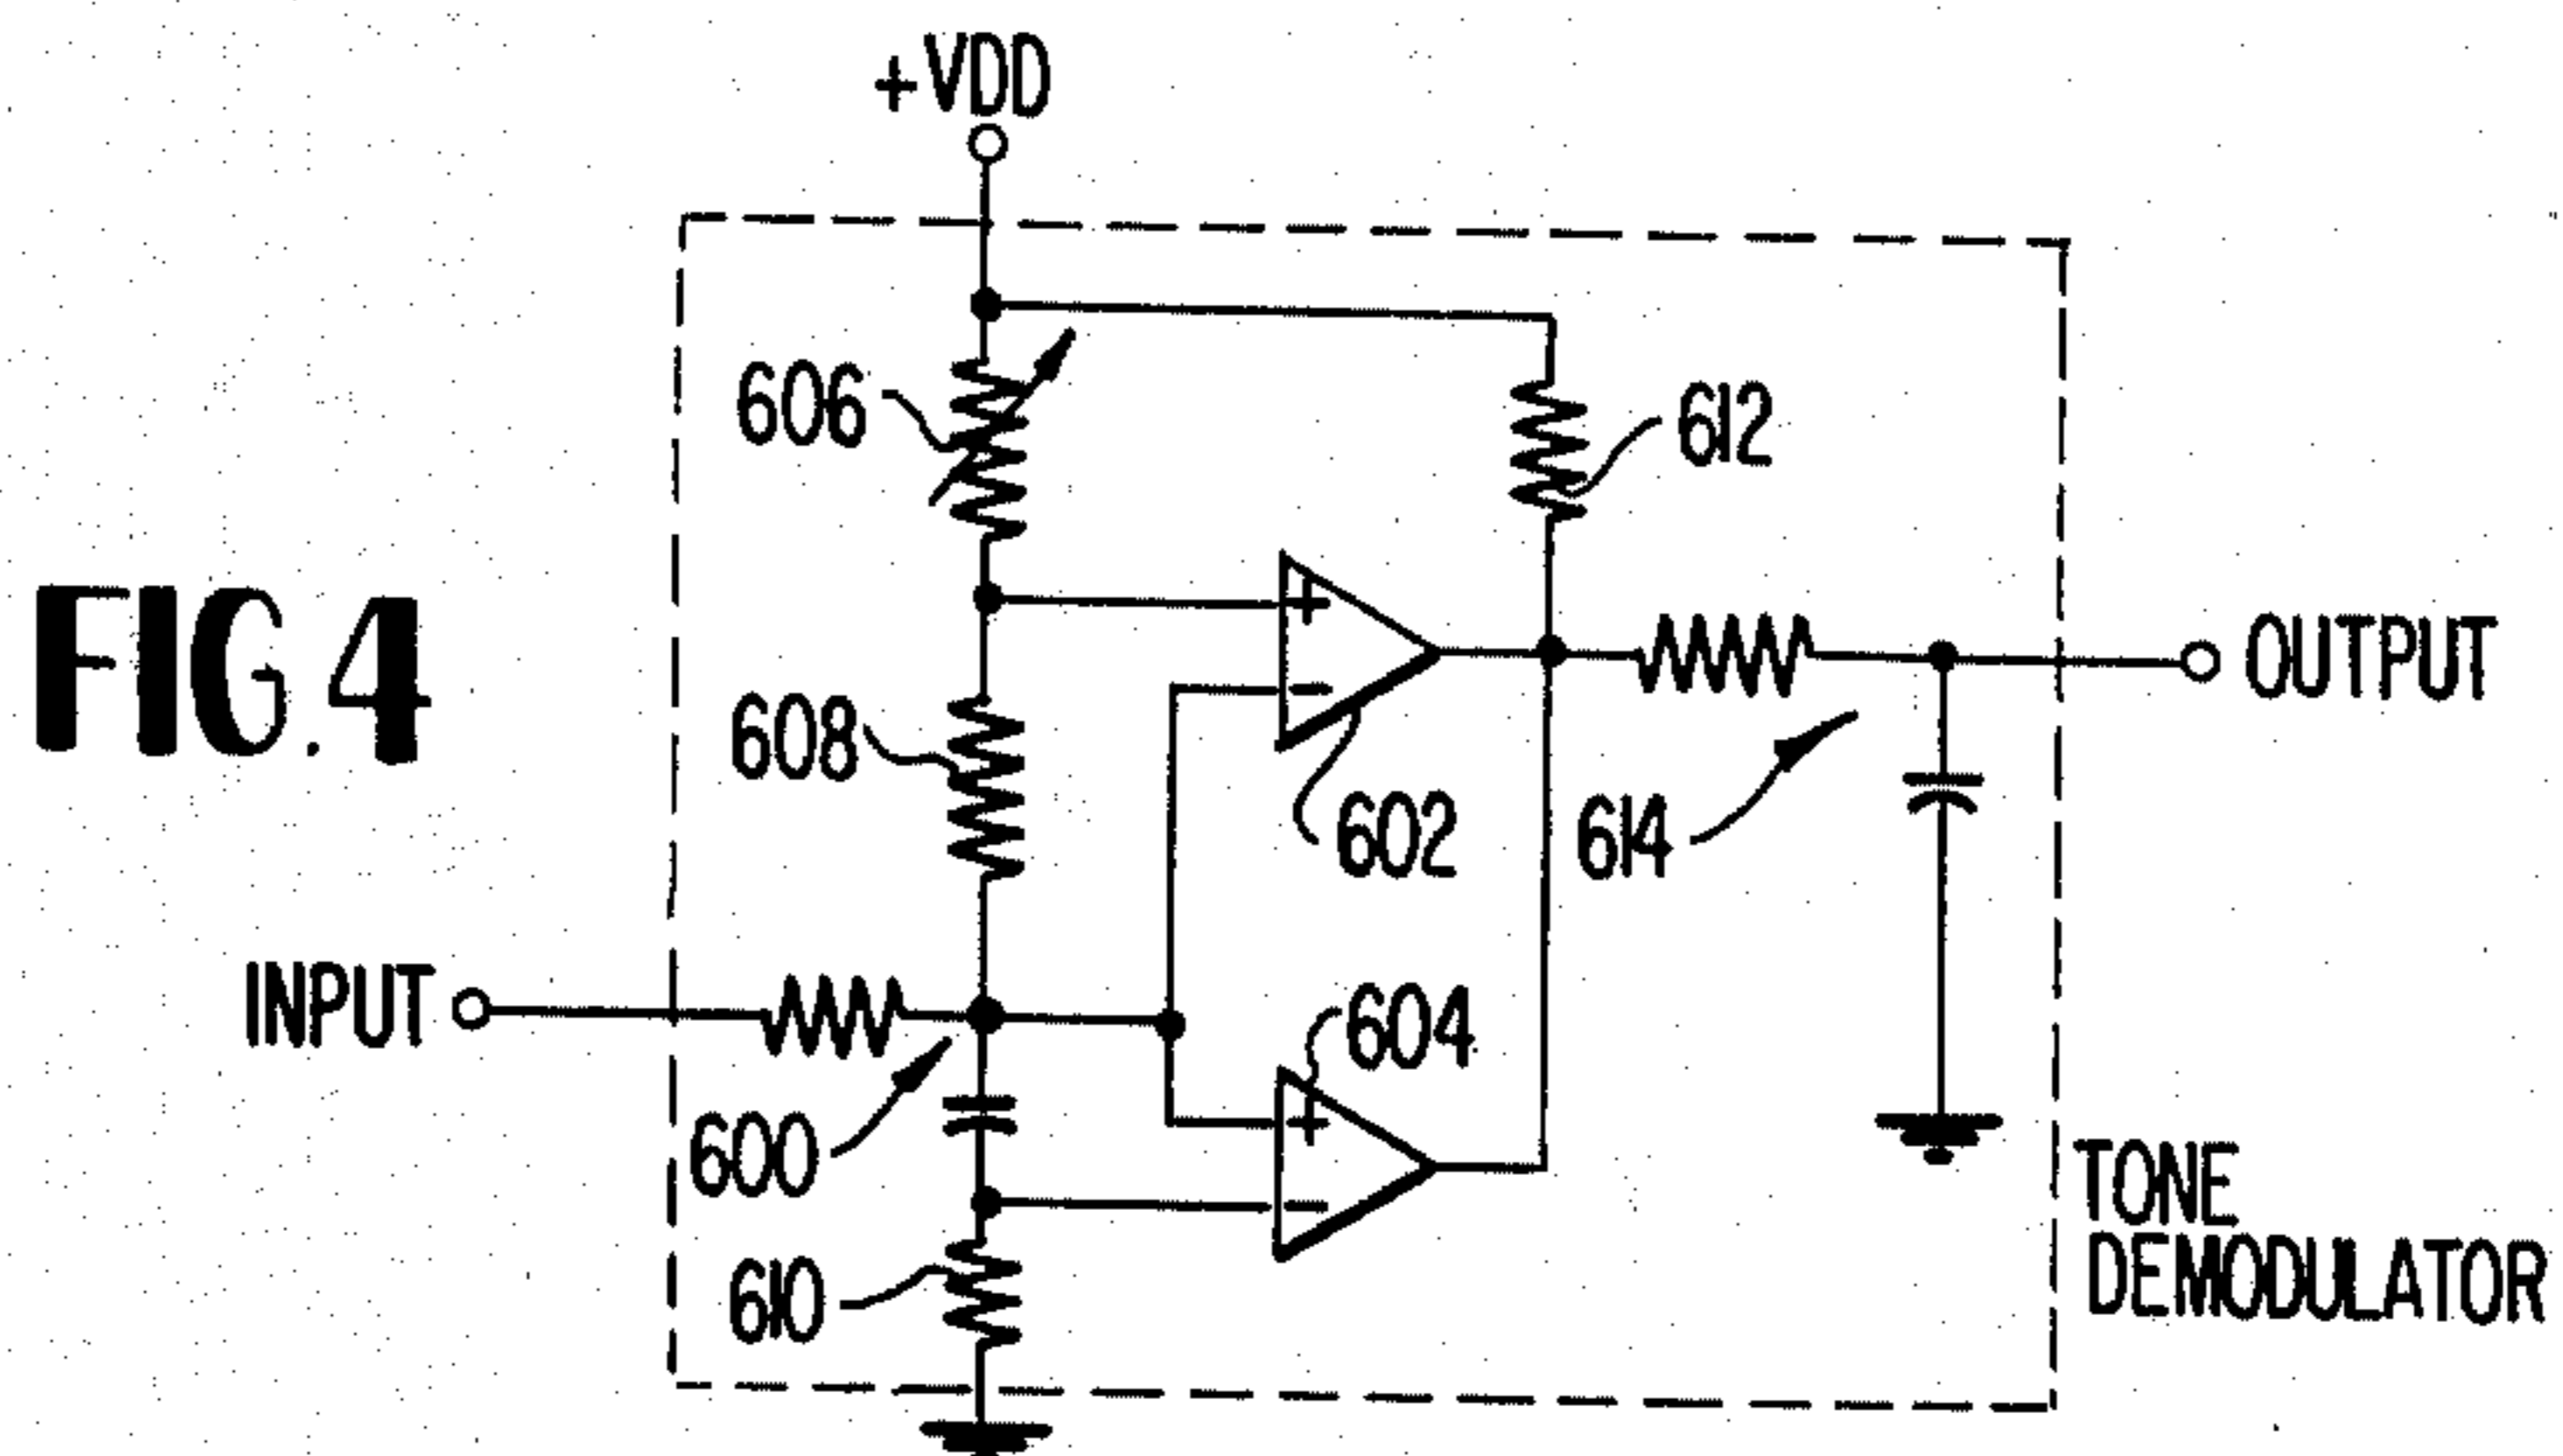 +VDD
606
612
FIG. 4
+
−
OUTPUT
608
602
614
INPUT
604
600
+
−
610
TONE
DEMODULATOR